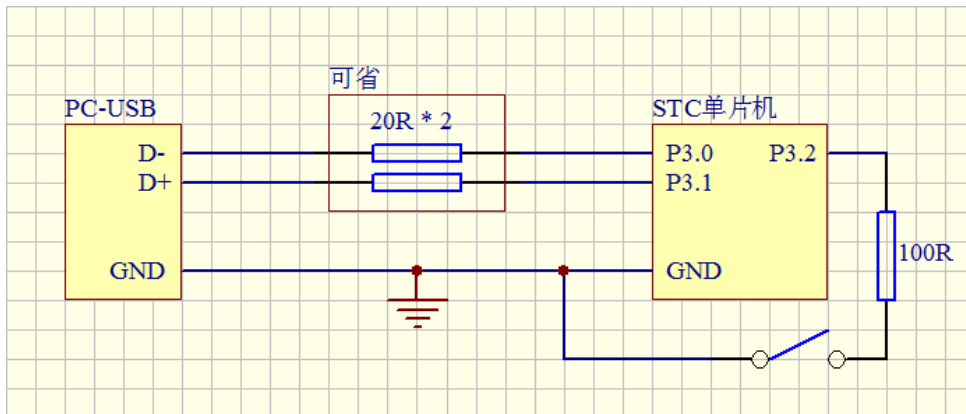 可省
PC-USB
20R * 2
STC单片机
D-
P3.0
P3.2
D+
P3.1
GND
GND
100R